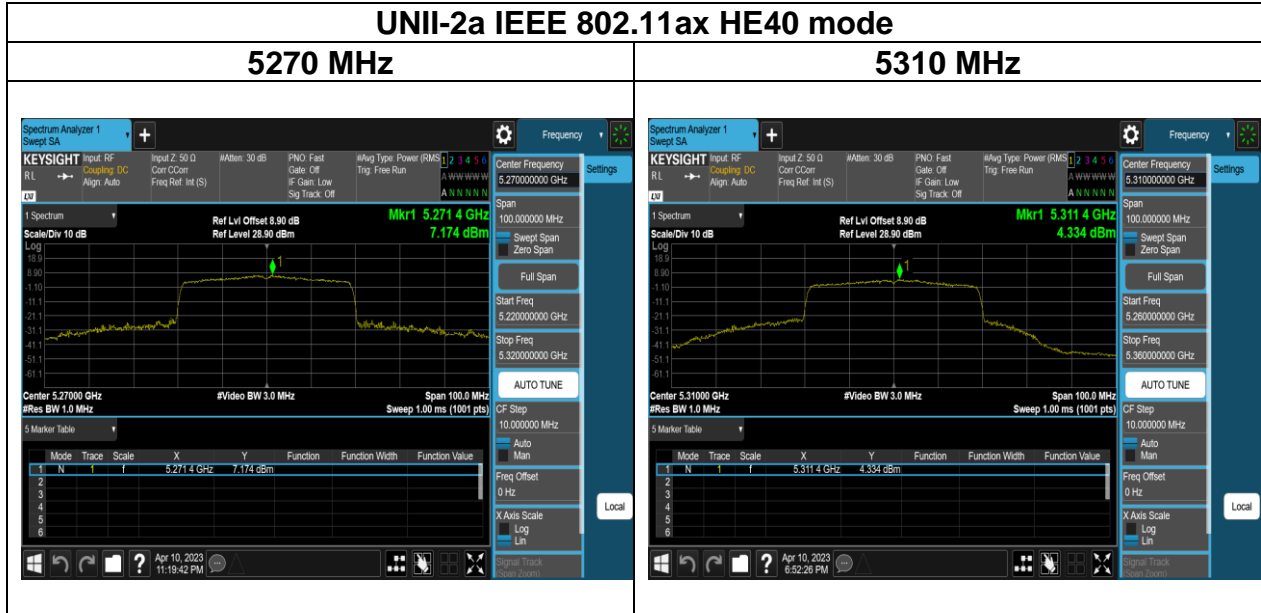 UNII-2a IEEE 802.11ax HE40 mode
5270 MHz
5310 MHz
Spectrum Analyzer 1
Swept SA
Frequency
KEYSIGHT
R L
LXI
Input: RF
Coupling: DC
Align: Auto
Input Z: 50 Ω
Corr CCorr
Freq Ref: Int (S)
#Atten: 30 dB
PNO: Fast
Gate: Off
IF Gain: Low
Sig Track: Off
#Avg Type: Power (RMS
Trig: Free Run
1 2 3 4 5 6
A W W W W W
A N N N N N
1 Spectrum
Scale/Div 10 dB
Ref Lvl Offset 8.90 dB
Ref Level 28.90 dBm
Mkr1 5.271 4 GHz
7.174 dBm
Log
18.9
8.90
-1.10
-11.1
-21.1
-31.1
-41.1
-51.1
-61.1
1
Center 5.27000 GHz
#Res BW 1.0 MHz
#Video BW 3.0 MHz
Span 100.0 MHz
Sweep 1.00 ms (1001 pts)
5 Marker Table
Mode Trace Scale X Y Function Function Width Function Value
1 N 1 f 5.271 4 GHz 7.174 dBm
2
3
4
5
6
Apr 10, 2023
11:19:42 PM
Center Frequency
5.270000000 GHz
Settings
Span
100.000000 MHz
Swept Span
Zero Span
Full Span
Start Freq
5.220000000 GHz
Stop Freq
5.320000000 GHz
AUTO TUNE
CF Step
10.000000 MHz
Auto
Man
Freq Offset
0 Hz
X Axis Scale
Log
Lin
Signal Track
(Span Zoom)
Local
Spectrum Analyzer 1
Swept SA
Frequency
KEYSIGHT
R L
LXI
Input: RF
Coupling: DC
Align: Auto
Input Z: 50 Ω
Corr CCorr
Freq Ref: Int (S)
#Atten: 30 dB
PNO: Fast
Gate: Off
IF Gain: Low
Sig Track: Off
#Avg Type: Power (RMS
Trig: Free Run
1 2 3 4 5 6
A W W W W W
A N N N N N
1 Spectrum
Scale/Div 10 dB
Ref Lvl Offset 8.90 dB
Ref Level 28.90 dBm
Mkr1 5.311 4 GHz
4.334 dBm
Log
18.9
8.90
-1.10
-11.1
-21.1
-31.1
-41.1
-51.1
-61.1
1
Center 5.31000 GHz
#Res BW 1.0 MHz
#Video BW 3.0 MHz
Span 100.0 MHz
Sweep 1.00 ms (1001 pts)
5 Marker Table
Mode Trace Scale X Y Function Function Width Function Value
1 N 1 f 5.311 4 GHz 4.334 dBm
2
3
4
5
6
Apr 10, 2023
6:52:26 PM
Center Frequency
5.310000000 GHz
Settings
Span
100.000000 MHz
Swept Span
Zero Span
Full Span
Start Freq
5.260000000 GHz
Stop Freq
5.360000000 GHz
AUTO TUNE
CF Step
10.000000 MHz
Auto
Man
Freq Offset
0 Hz
X Axis Scale
Log
Lin
Signal Track
(Span Zoom)
Local